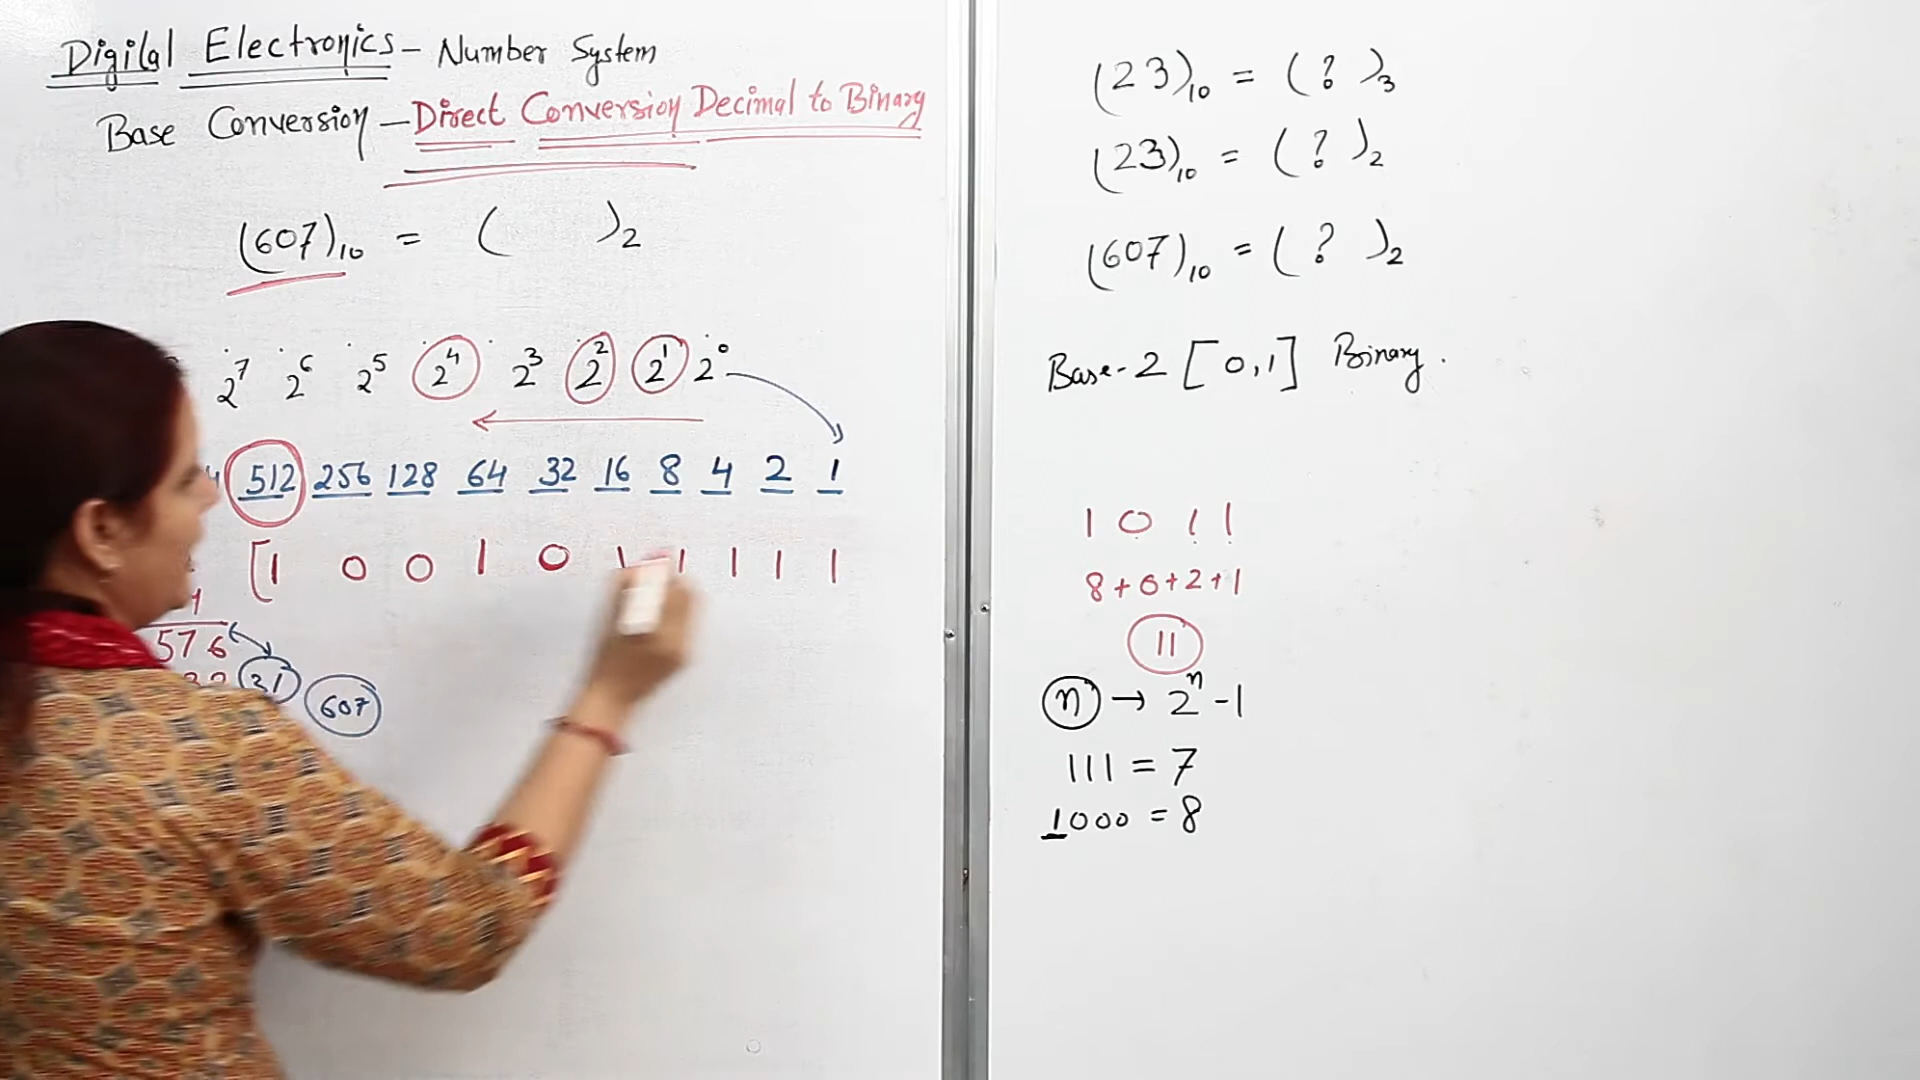 Digital Electronics - Number System
Base Conversion - Direct Conversion Decimal to Binary
(607)₁₀ = ( )₂
2⁷ 2⁶ 2⁵ 2⁴ 2³ 2² 2¹ 2⁰
512 256 128 64 32 16 8 4 2 1
[1 0 0 1 0 1 1 1 1 1
576
31 607
(23)₁₀ = ( ? )₃
(23)₁₀ = ( ? )₂
(607)₁₀ = ( ? )₂
Base-2 [0,1] Binary.
1 0 1 1
8+0+2+1
11
n → 2ⁿ-1
111 = 7
1000 = 8